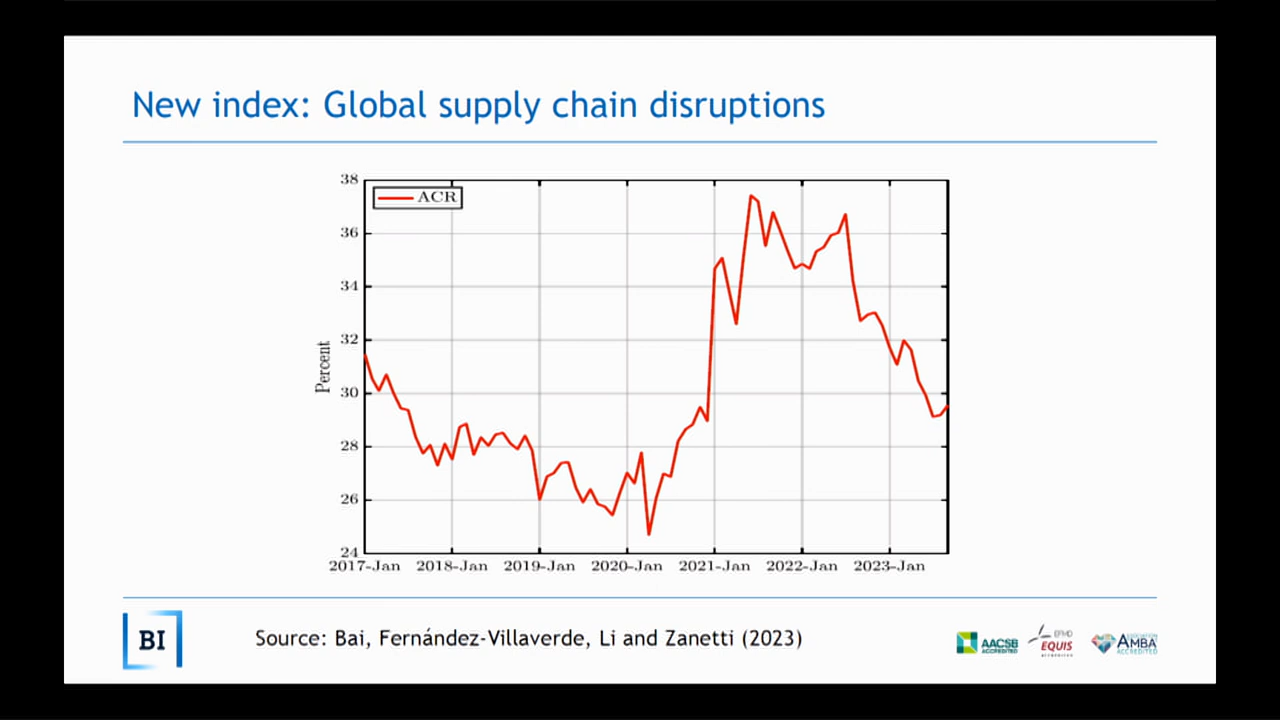 New index: Global supply chain disruptions
ACR
Percent
38
36
34
32
30
28
26
24
2017-Jan 2018-Jan 2019-Jan 2020-Jan 2021-Jan 2022-Jan 2023-Jan
BI
Source: Bai, Fernández-Villaverde, Li and Zanetti (2023)
AACSB
ACCREDITED
EFMD
EQUIS
ACCREDITED
ASSOCIATION
AMBA
ACCREDITED